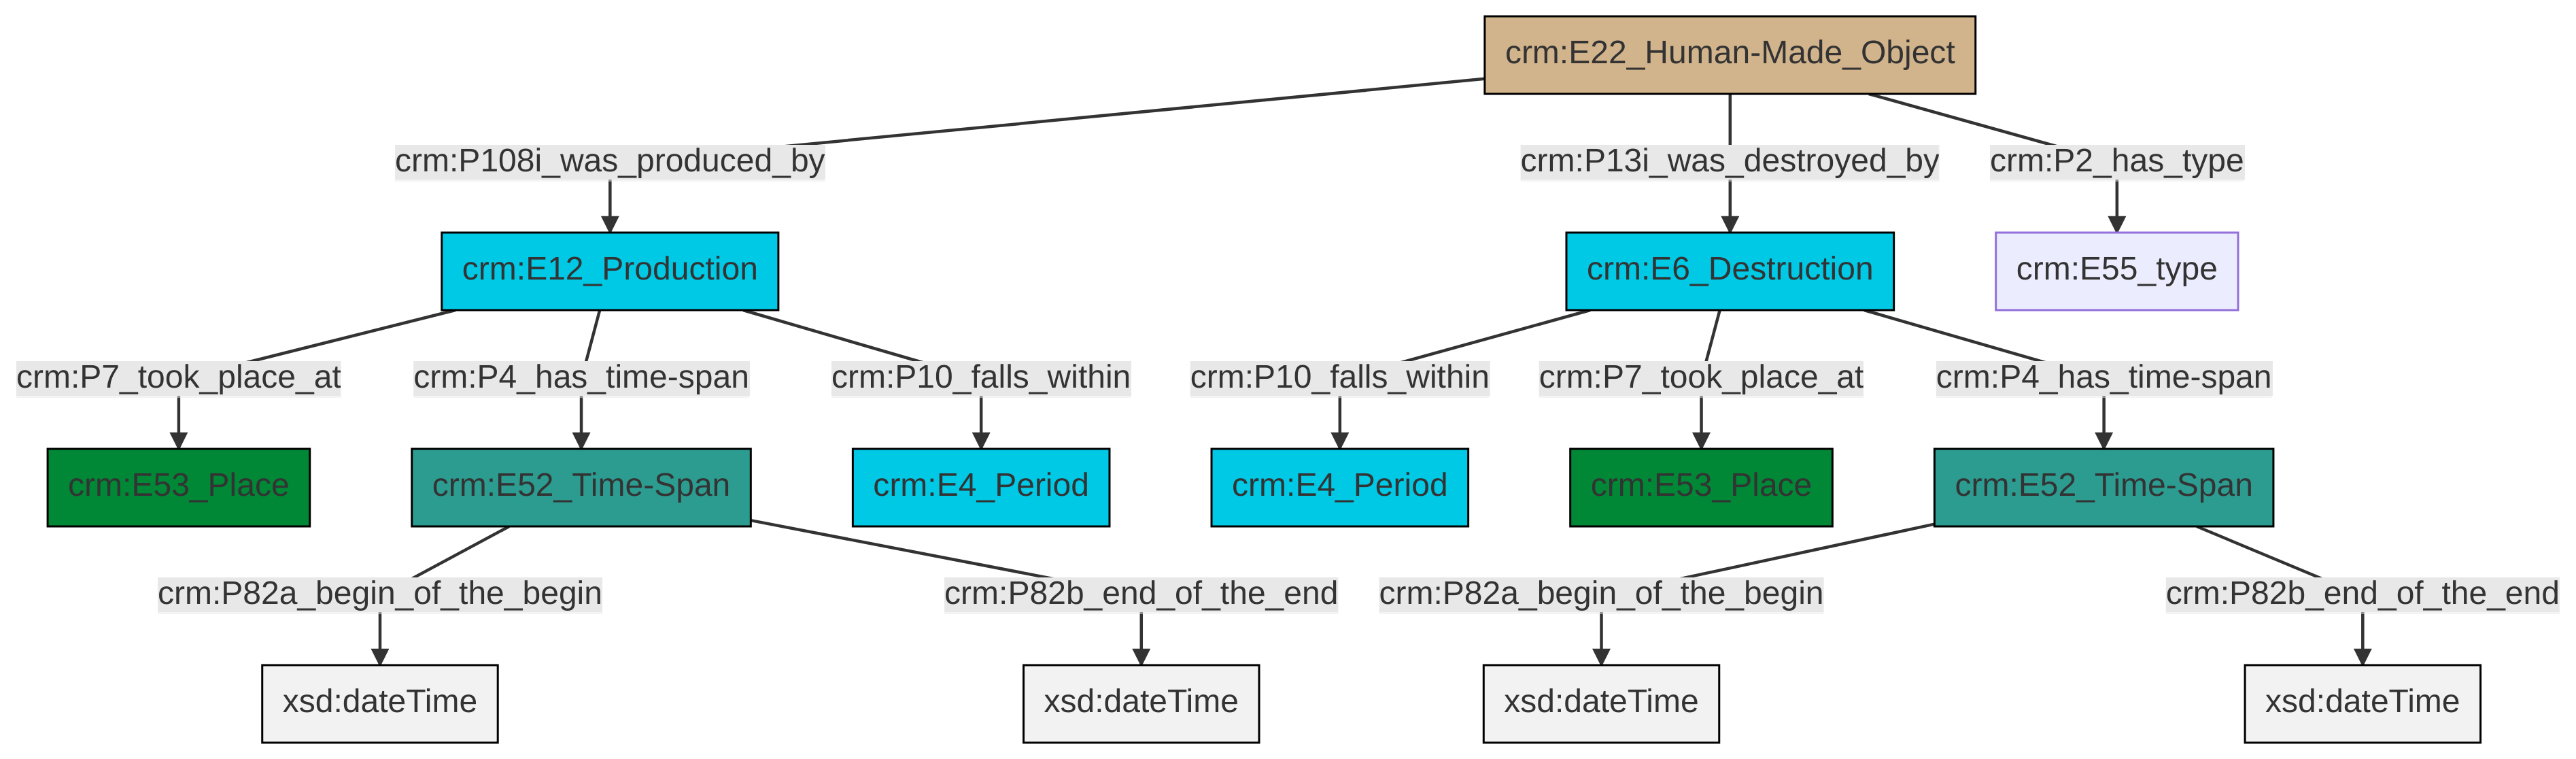 crm:E22_Human-Made_Object
crm:P108i_was_produced_by
crm:P13i_was_destroyed_by
crm:P2_has_type
crm:E12_Production
crm:E6_Destruction
crm:E55_type
crm:P7_took_place_at
crm:P4_has_time-span
crm:P10_falls_within
crm:P10_falls_within
crm:P7_took_place_at
crm:P4_has_time-span
crm:E53_Place
crm:E52_Time-Span
crm:E4_Period
crm:E4_Period
crm:E53_Place
crm:E52_Time-Span
crm:P82a_begin_of_the_begin
crm:P82b_end_of_the_end
crm:P82a_begin_of_the_begin
crm:P82b_end_of_the_end
xsd:dateTime
xsd:dateTime
xsd:dateTime
xsd:dateTime